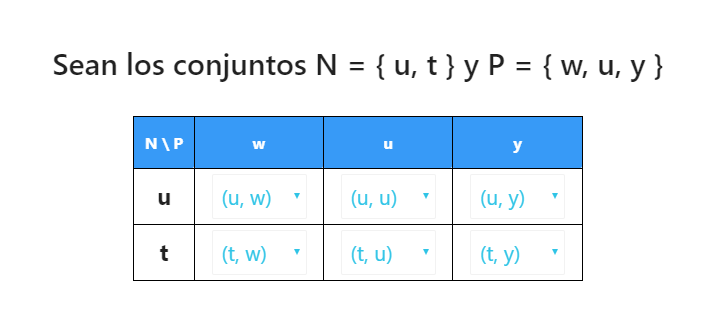 Sean los conjuntos N = { u, t } y P = { w, u, y }
N \ P w u y
u (u, w) (u, u) (u, y)
t (t, w) (t, u) (t, y)